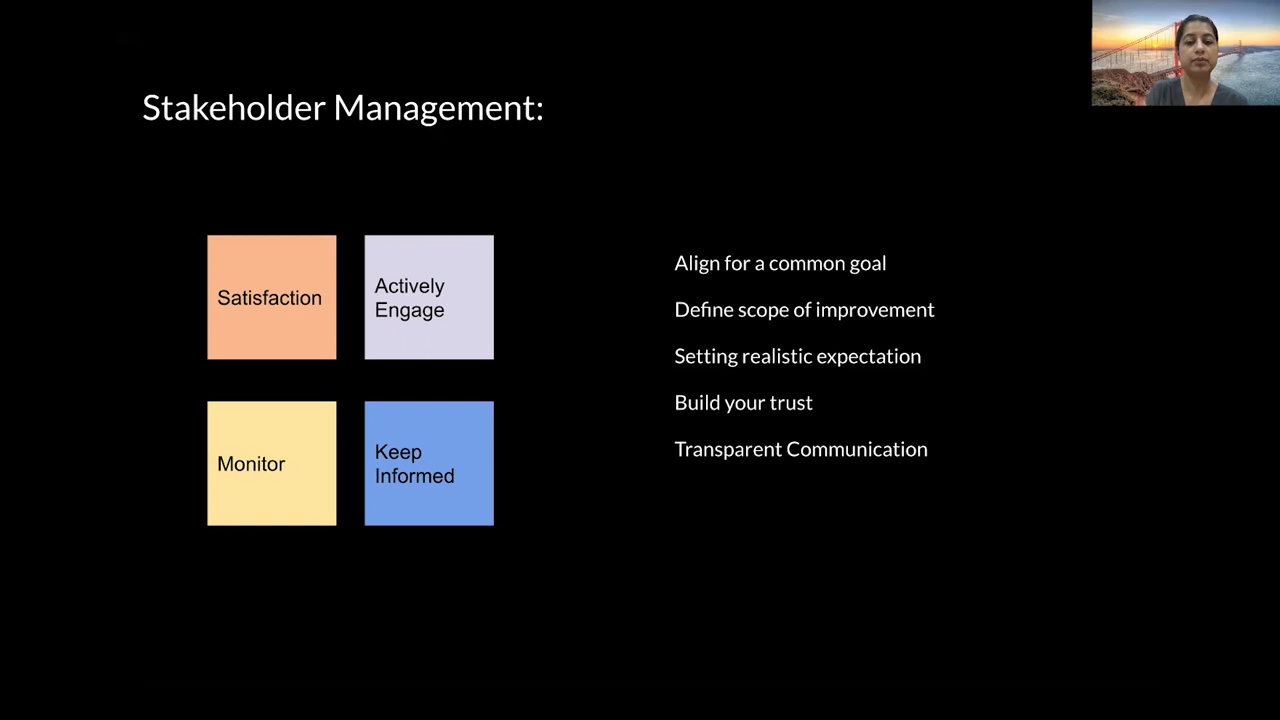 Stakeholder Management:
Satisfaction
Actively
Engage
Monitor
Keep
Informed
Align for a common goal
Define scope of improvement
Setting realistic expectation
Build your trust
Transparent Communication